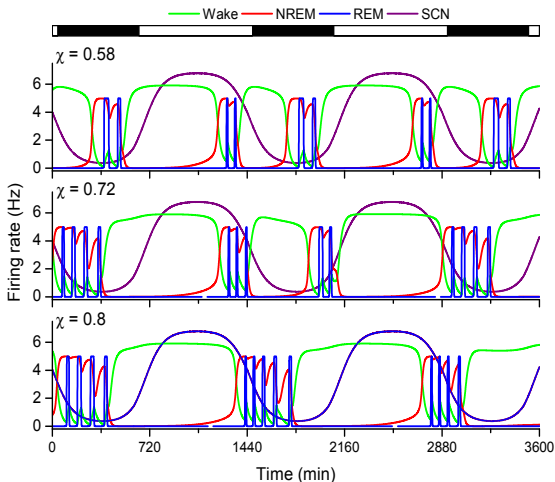 Wake NREM REM SCN
χ = 0.58
6
4
2
0
χ = 0.72
8
6
4
2
0
χ = 0.8
6
4
2
0
Firing rate (Hz)
0 720 1440 2160 2880 3600
Time (min)